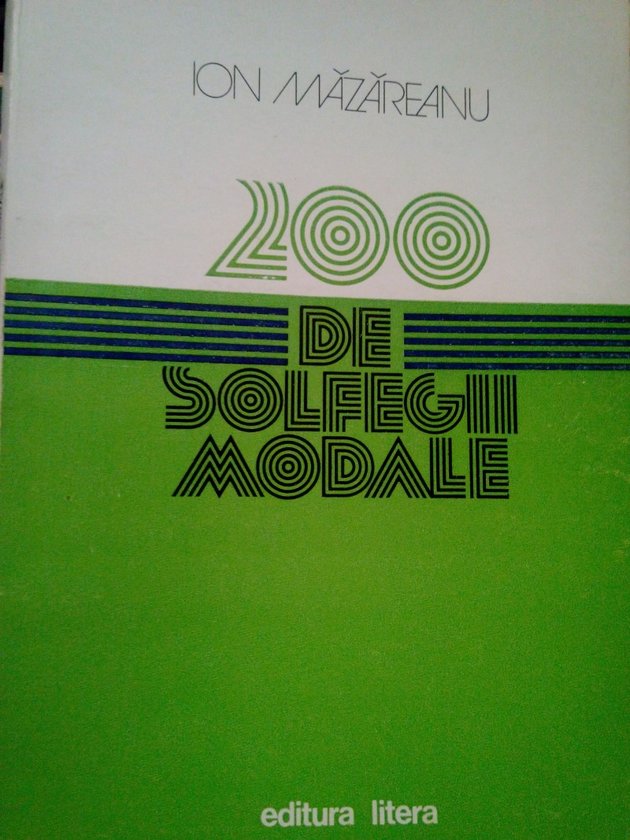 ION MĂZĂREANU
200
DE
SOLFEGII
MODALE
editura litera